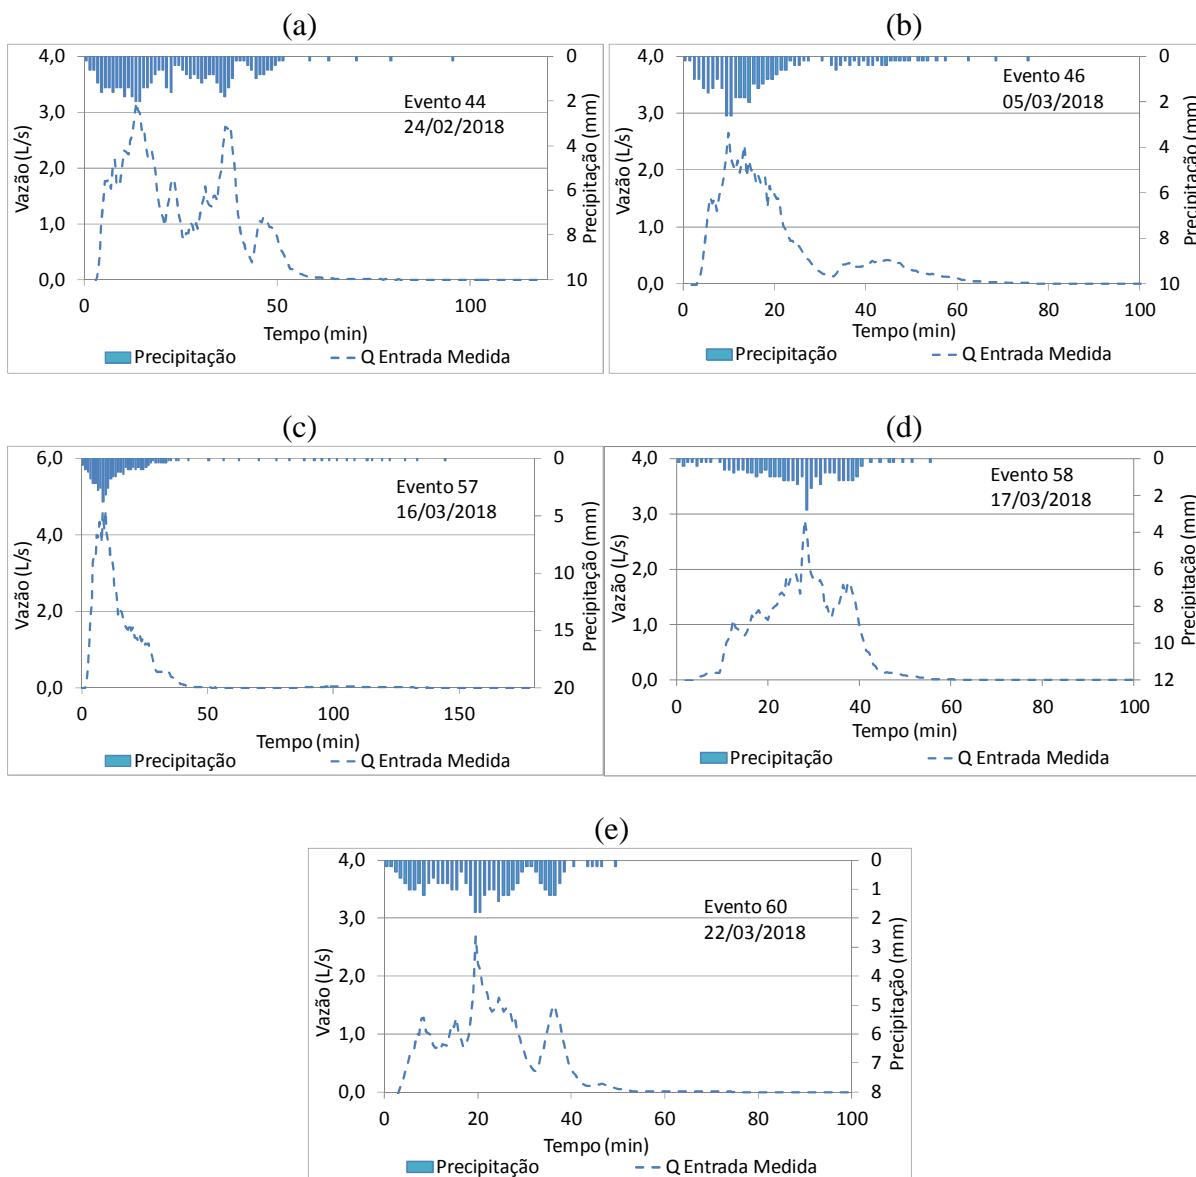 (a)
4,0
3,0
2,0
1,0
0,0
0
2
4
6
8
10
0
50
100
Vazão (L/s)
Precipitação (mm)
Evento 44
24/02/2018
Tempo (min)
Precipitação
Q Entrada Medida
(b)
4,0
3,0
2,0
1,0
0,0
0
2
4
6
8
10
0
20
40
60
80
100
Vazão (L/s)
Precipitação (mm)
Evento 46
05/03/2018
Tempo (min)
Precipitação
Q Entrada Medida
(c)
6,0
4,0
2,0
0,0
0
5
10
15
20
0
50
100
150
Vazão (L/s)
Precipitação (mm)
Evento 57
16/03/2018
Tempo (min)
Precipitação
Q Entrada Medida
(d)
4,0
3,0
2,0
1,0
0,0
0
2
4
6
8
10
12
0
20
40
60
80
100
Vazão (L/s)
Precipitação (mm)
Evento 58
17/03/2018
Tempo (min)
Precipitação
Q Entrada Medida
(e)
4,0
3,0
2,0
1,0
0,0
0
1
2
3
4
5
6
7
8
0
20
40
60
80
100
Vazão (L/s)
Precipitação (mm)
Evento 60
22/03/2018
Tempo (min)
Precipitação
Q Entrada Medida